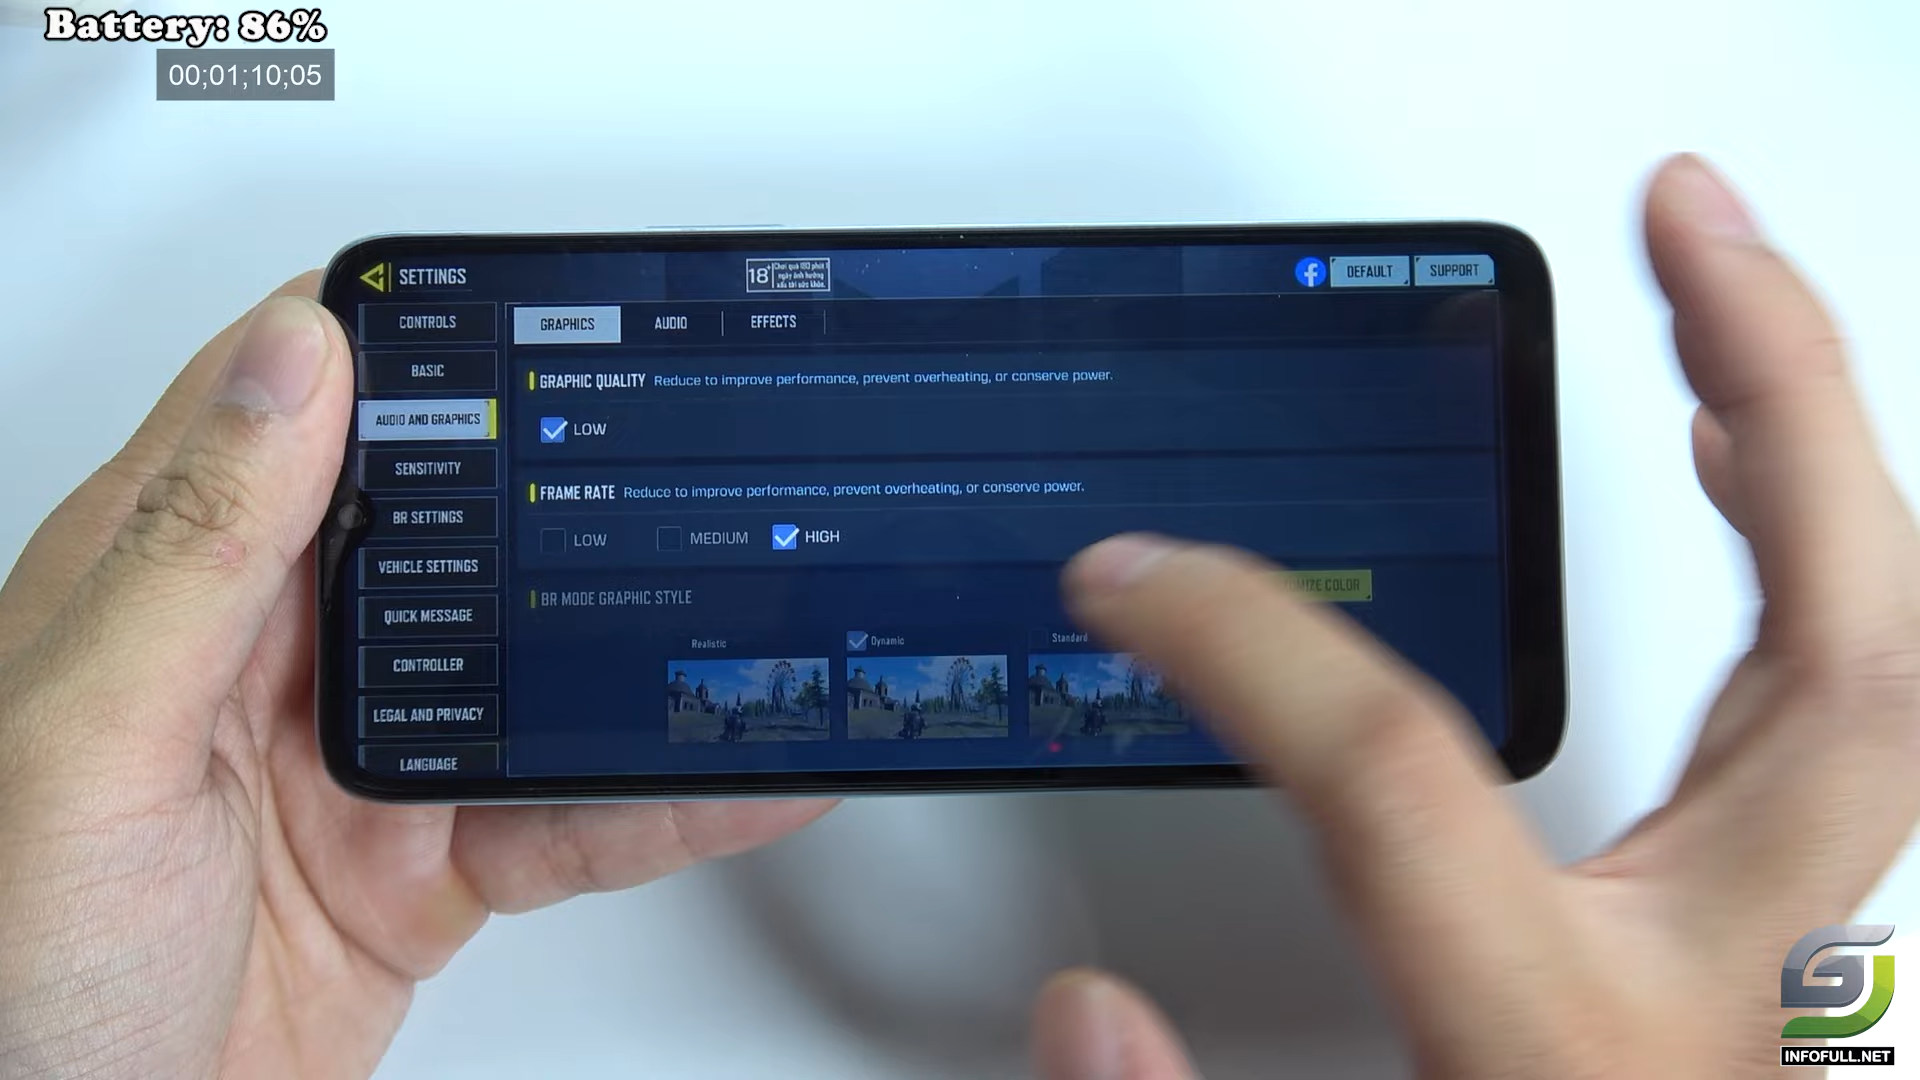 Battery: 86%
00;01;10;05
SETTINGS
18+
DEFAULT
SUPPORT
CONTROLS
BASIC
AUDIO AND GRAPHICS
SENSITIVITY
BR SETTINGS
VEHICLE SETTINGS
QUICK MESSAGE
CONTROLLER
LEGAL AND PRIVACY
LANGUAGE
GRAPHICS
AUDIO
EFFECTS
GRAPHIC QUALITY Reduce to improve performance, prevent overheating, or conserve power.
LOW
FRAME RATE Reduce to improve performance, prevent overheating, or conserve power.
LOW
MEDIUM
HIGH
BR MODE GRAPHIC STYLE
COLOR
Realistic
Dynamic
Standard
INFOFULL.NET